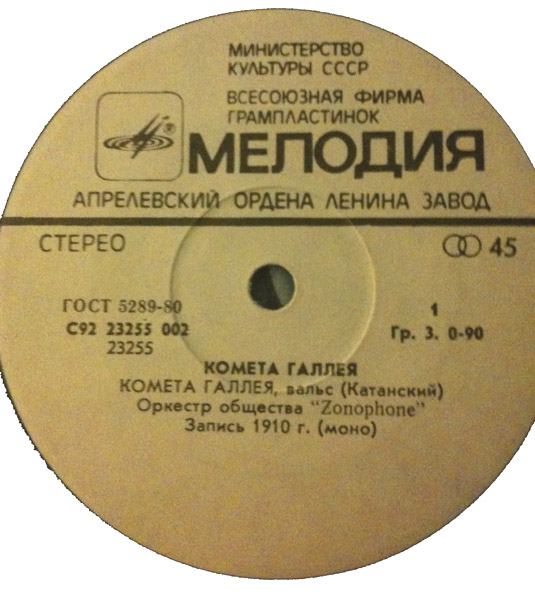 МИНИСТЕРСТВО
КУЛЬТУРЫ СССР
ВСЕСОЮЗНАЯ ФИРМА
ГРАМПЛАСТИНОК
МЕЛОДИЯ
АПРЕЛЕВСКИЙ ОРДЕНА ЛЕНИНА ЗАВОД
СТЕРЕО 45
ГОСТ 5289-80 1
С92 23255 002 Гр. 3. 0-90
23255
КОМЕТА ГАЛЛЕЯ
КОМЕТА ГАЛЛЕЯ, вальс (Катанский)
Оркестр общества "Zonophone"
Запись 1910 г. (моно)